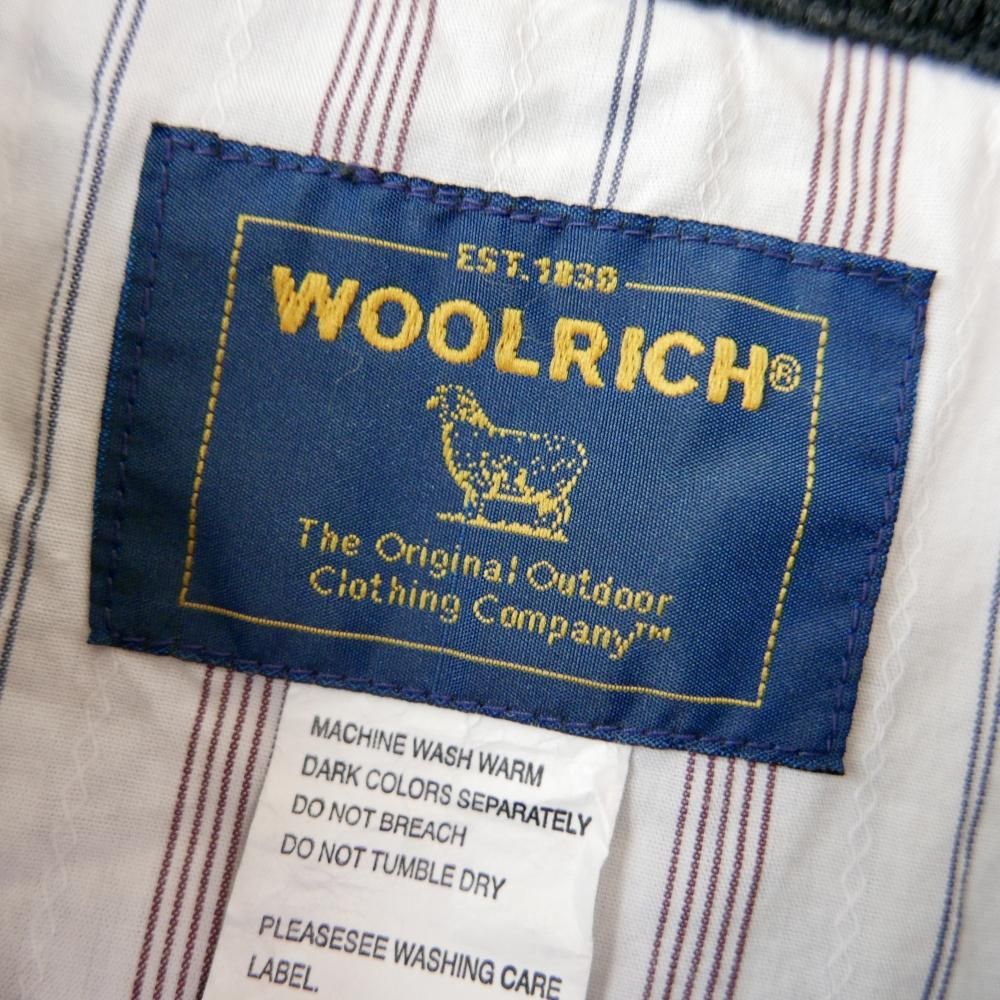 EST. 1830
WOOLRICH®
The Original Outdoor
Clothing Company™
MACHINE WASH WARM
DARK COLORS SEPARATELY
DO NOT BREACH
DO NOT TUMBLE DRY
PLEASESEE WASHING CARE
LABEL.